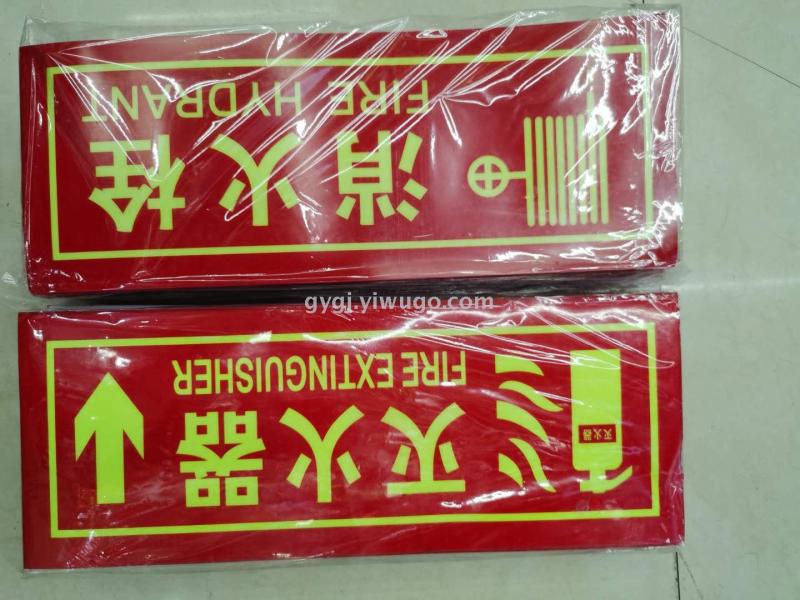 消火栓
FIRE HYDRANT
gygj.yiwugo.com
灭火器
FIRE EXTINGUISHER
灭火器